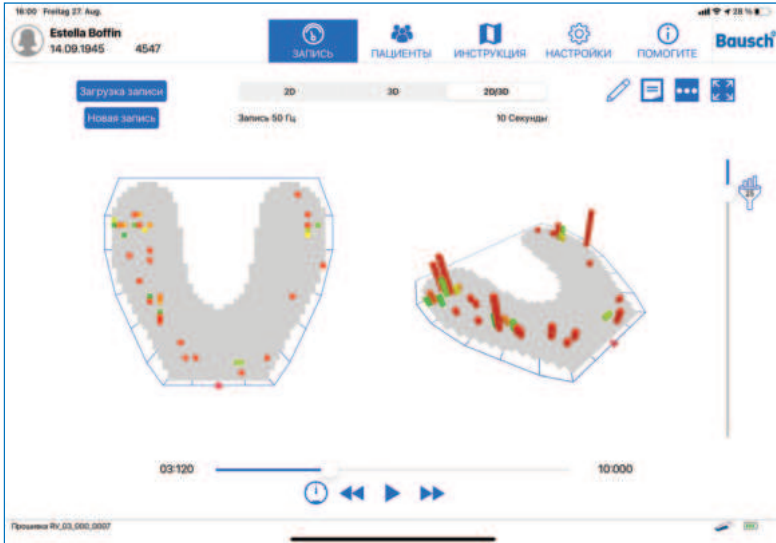 16:00 Freitag 27. Aug.
28 %
Estella Boffin
14.09.1945 4547
ЗАПИСЬ
ПАЦИЕНТЫ
ИНСТРУКЦИЯ
НАСТРОЙКИ
ПОМОГИТЕ
Bausch
Загрузка записи
2D
3D
2D/3D
Новая запись
Запись 50 Гц
10 Секунды
03:120
10:000
Прошивка RV_03_000_0007